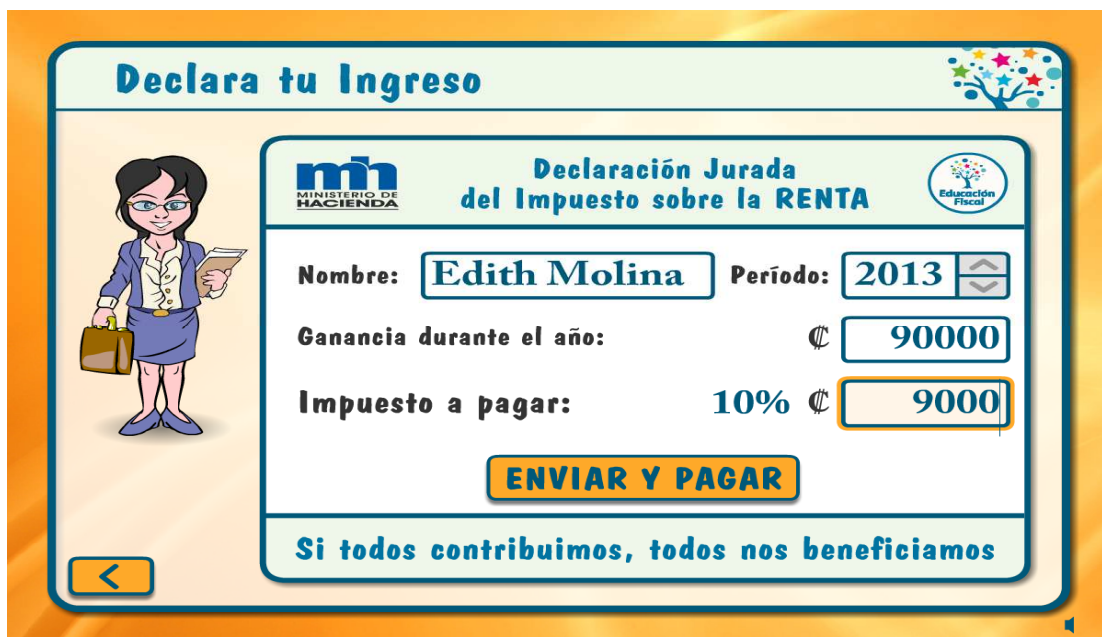 Declara tu Ingreso
MINISTERIO DE
HACIENDA
Declaración Jurada
del Impuesto sobre la RENTA
Educación
Fiscal
Nombre: Edith Molina Período: 2013
Ganancia durante el año: ₡ 90000
Impuesto a pagar: 10% ₡ 9000
ENVIAR Y PAGAR
Si todos contribuimos, todos nos beneficiamos
<